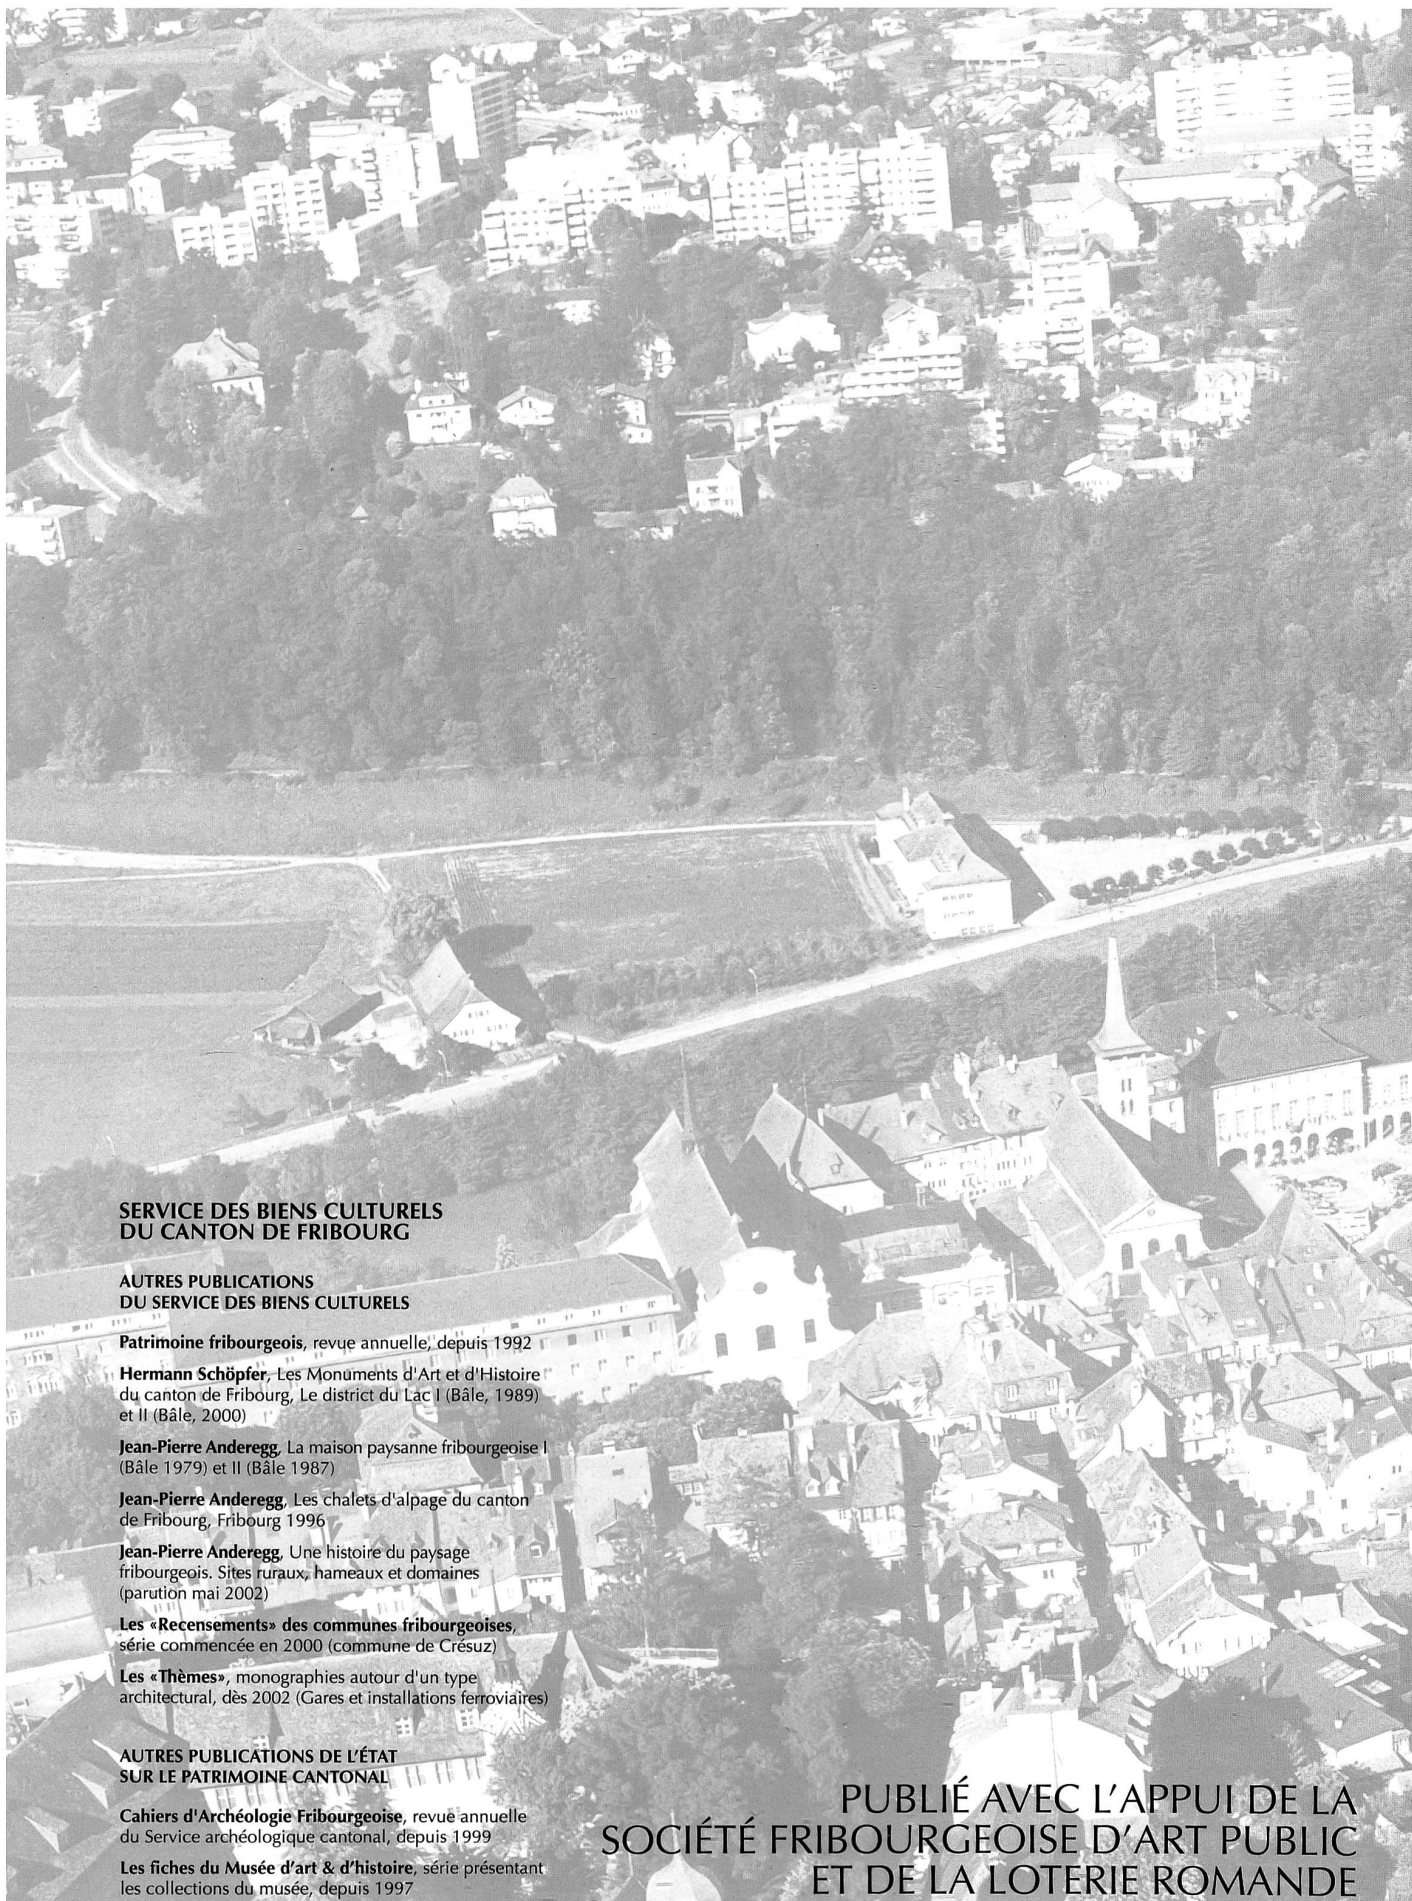 SERVICE DES BIENS CULTURELS
DU CANTON DE FRIBOURG
AUTRES PUBLICATIONS
DU SERVICE DES BIENS CULTURELS
Patrimoine fribourgeois, revue annuelle, depuis 1992
Hermann Schöpfer, Les Monuments d'Art et d'Histoire
du canton de Fribourg, Le district du Lac I (Bâle, 1989)
et II (Bâle, 2000)
Jean-Pierre Anderegg, La maison paysanne fribourgeoise I
(Bâle 1979) et II (Bâle 1987)
Jean-Pierre Anderegg, Les chalets d'alpage du canton
de Fribourg, Fribourg 1996
Jean-Pierre Anderegg, Une histoire du paysage
fribourgeois. Sites ruraux, hameaux et domaines
(parution mai 2002)
Les «Recensements» des communes fribourgeoises,
série commencée en 2000 (commune de Crésuz)
Les «Thèmes», monographies autour d'un type
architectural, dès 2002 (Gares et installations ferroviaires)
AUTRES PUBLICATIONS DE L'ÉTAT
SUR LE PATRIMOINE CANTONAL
Cahiers d'Archéologie Fribourgeoise, revue annuelle
du Service archéologique cantonal, depuis 1999
Les fiches du Musée d'art & d'histoire, série présentant
les collections du musée, depuis 1997
PUBLIÉ AVEC L'APPUI DE LA
SOCIÉTÉ FRIBOURGEOISE D'ART PUBLIC
ET DE LA LOTERIE ROMANDE